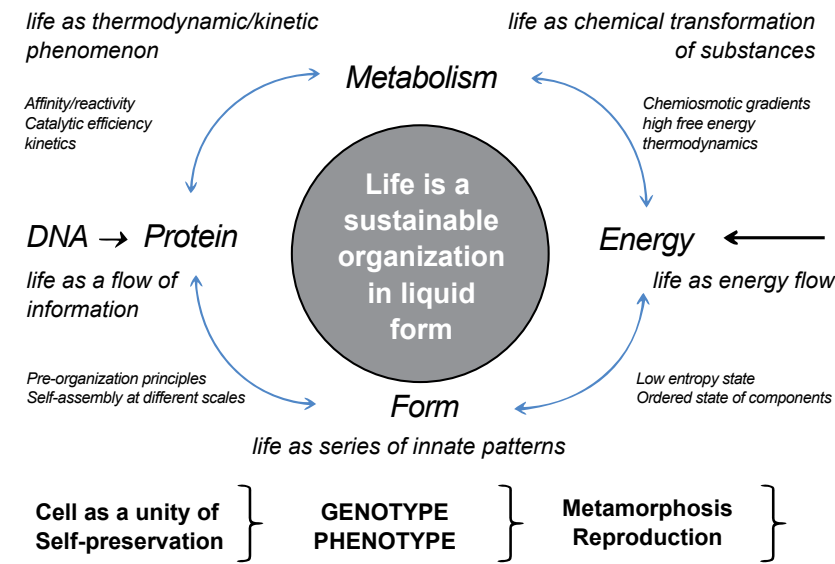 life as thermodynamic/kinetic
phenomenon
life as chemical transformation
of substances
Metabolism
Affinity/reactivity
Catalytic efficiency
kinetics
Chemiosmotic gradients
high free energy
thermodynamics
Life is a
sustainable
organization
in liquid
form
DNA → Protein
Energy
life as a flow of
information
life as energy flow
Pre-organization principles
Self-assembly at different scales
Low entropy state
Ordered state of components
Form
life as series of innate patterns
Cell as a unity of
Self-preservation
GENOTYPE
PHENOTYPE
Metamorphosis
Reproduction